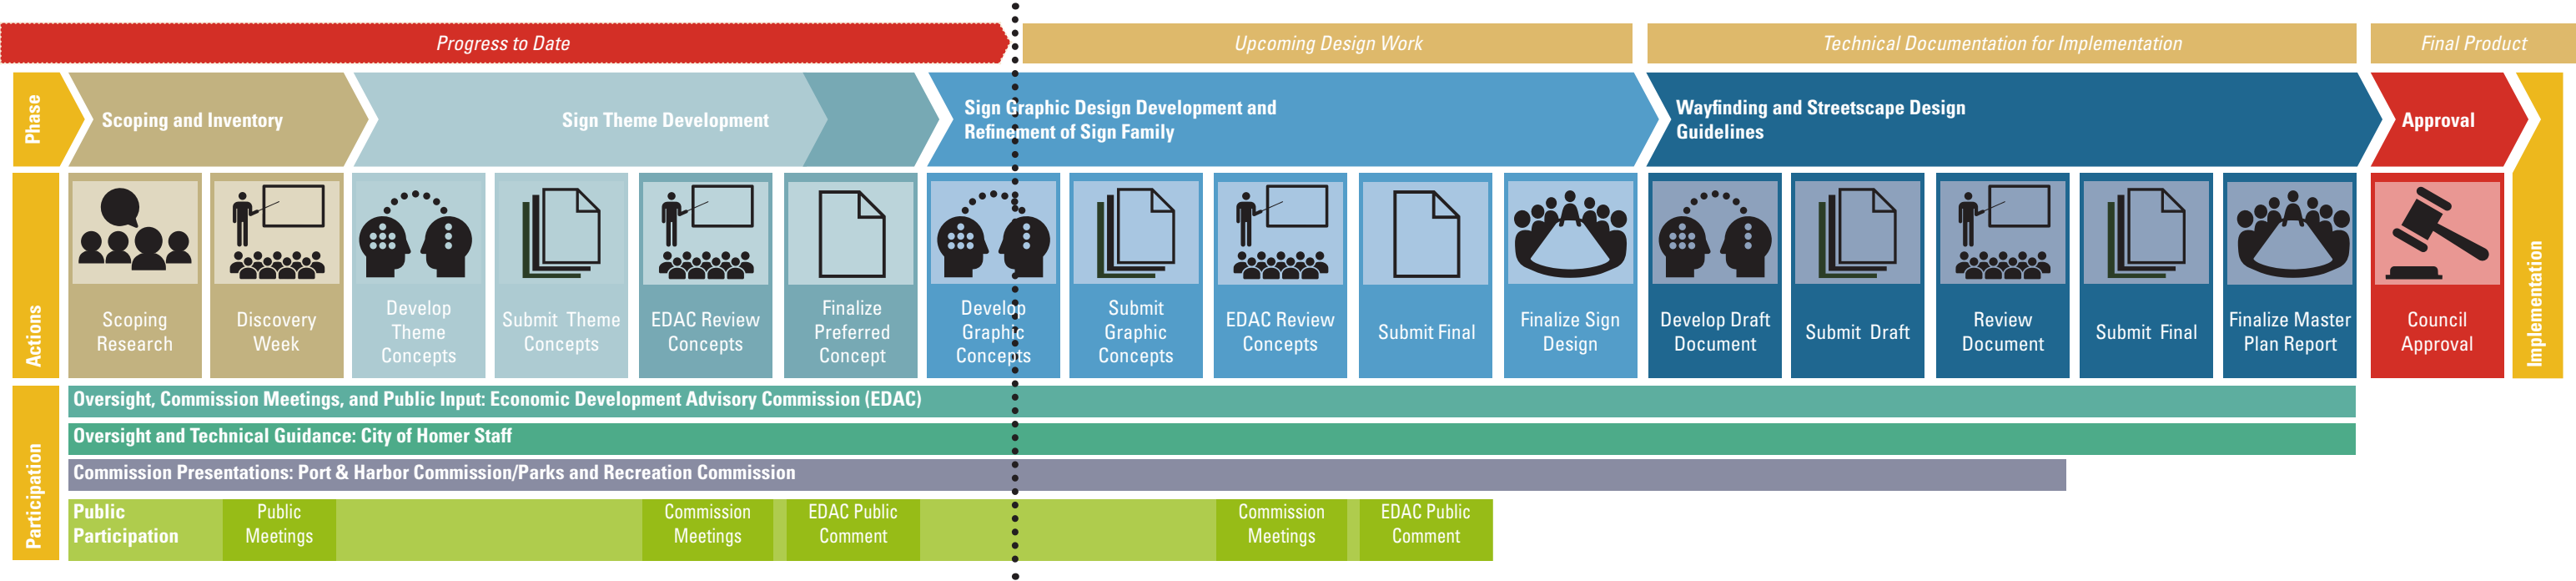 Progress to Date
Upcoming Design Work
Technical Documentation for Implementation
Final Product
Phase
Scoping and Inventory
Sign Theme Development
Sign Graphic Design Development and
Refinement of Sign Family
Wayfinding and Streetscape Design
Guidelines
Approval
Implementation
Actions
Scoping
Research
Discovery
Week
Develop
Theme
Concepts
Submit Theme
Concepts
EDAC Review
Concepts
Finalize
Preferred
Concept
Develop
Graphic
Concepts
Submit
Graphic
Concepts
EDAC Review
Concepts
Submit Final
Finalize Sign
Design
Develop Draft
Document
Submit Draft
Review
Document
Submit Final
Finalize Master
Plan Report
Council
Approval
Participation
Oversight, Commission Meetings, and Public Input: Economic Development Advisory Commission (EDAC)
Oversight and Technical Guidance: City of Homer Staff
Commission Presentations: Port & Harbor Commission/Parks and Recreation Commission
Public
Participation
Public
Meetings
Commission
Meetings
EDAC Public
Comment
Commission
Meetings
EDAC Public
Comment